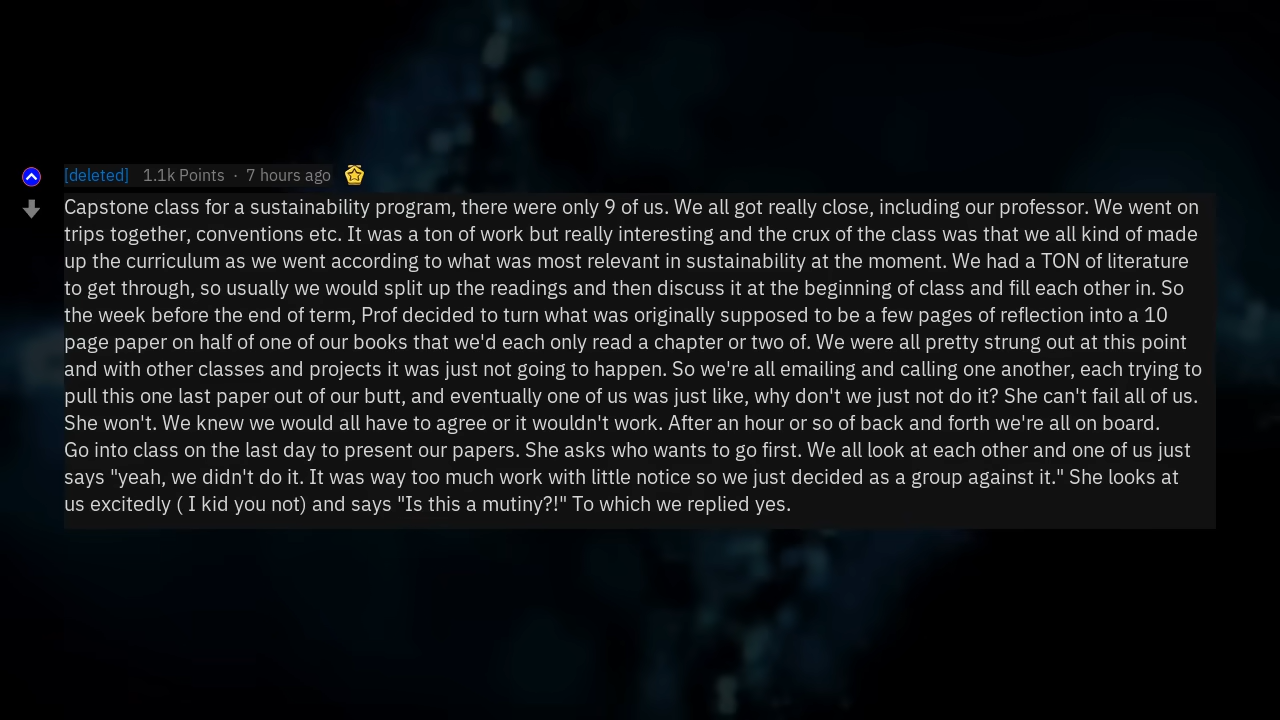 [deleted] 1.1k Points · 7 hours ago
Capstone class for a sustainability program, there were only 9 of us. We all got really close, including our professor. We went on
trips together, conventions etc. It was a ton of work but really interesting and the crux of the class was that we all kind of made
up the curriculum as we went according to what was most relevant in sustainability at the moment. We had a TON of literature
to get through, so usually we would split up the readings and then discuss it at the beginning of class and fill each other in. So
the week before the end of term, Prof decided to turn what was originally supposed to be a few pages of reflection into a 10
page paper on half of one of our books that we'd each only read a chapter or two of. We were all pretty strung out at this point
and with other classes and projects it was just not going to happen. So we're all emailing and calling one another, each trying to
pull this one last paper out of our butt, and eventually one of us was just like, why don't we just not do it? She can't fail all of us.
She won't. We knew we would all have to agree or it wouldn't work. After an hour or so of back and forth we're all on board.
Go into class on the last day to present our papers. She asks who wants to go first. We all look at each other and one of us just
says "yeah, we didn't do it. It was way too much work with little notice so we just decided as a group against it." She looks at
us excitedly ( I kid you not) and says "Is this a mutiny?!" To which we replied yes.